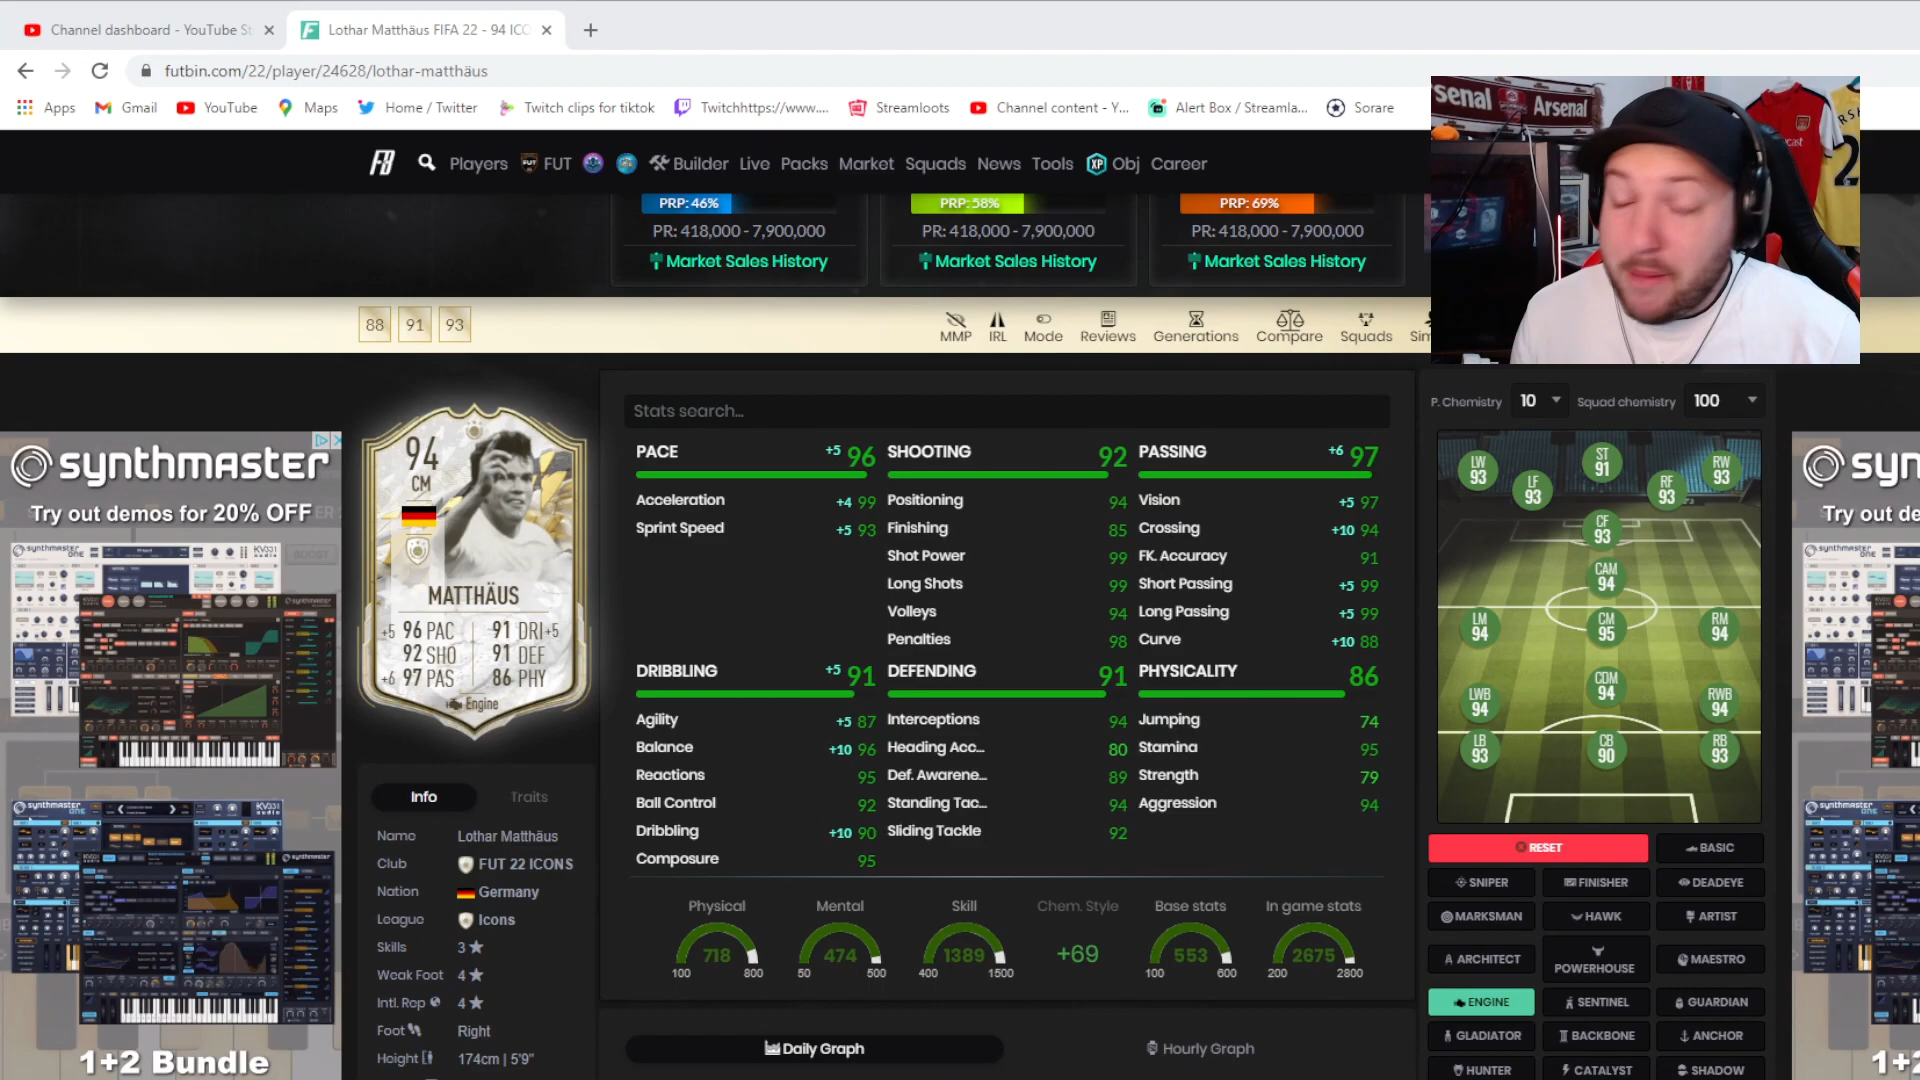 Channel dashboard - YouTube St
Lothar Matthäus FIFA 22 - 94 ICO
futbin.com/22/player/24628/lothar-matthäus
Apps Gmail YouTube Maps Home / Twitter Twitch clips for tiktok Twitchhttps://www.... Streamloots Channel content - Y... Alert Box / Streamla... Sorare
Players FUT Builder Live Packs Market Squads News Tools XP Obj Career
PRP: 46% PRP: 58% PRP: 69%
PR: 418,000 - 7,900,000 PR: 418,000 - 7,900,000 PR: 418,000 - 7,900,000
Market Sales History Market Sales History Market Sales History
senal Arsenal
88 91 93
MMP IRL Mode Reviews Generations Compare Squads Sim
P. Chemistry 10 Squad chemistry 100
Stats search...
PACE +5 96 SHOOTING 92 PASSING +6 97
Acceleration +4 99 Positioning 94 Vision +5 97
Sprint Speed +5 93 Finishing 85 Crossing +10 94
Shot Power 99 FK. Accuracy 91
Long Shots 99 Short Passing +5 99
Volleys 94 Long Passing +5 99
Penalties 98 Curve +10 88
DRIBBLING +5 91 DEFENDING 91 PHYSICALITY 86
Agility +5 87 Interceptions 94 Jumping 74
Balance +10 96 Heading Acc... 80 Stamina 95
Reactions 95 Def. Awarene... 89 Strength 79
Ball Control 92 Standing Tac... 94 Aggression 94
Dribbling +10 90 Sliding Tackle 92
Composure 95
Physical Mental Skill Chem. Style Base stats In game stats
718 474 1389 +69 553 2675
100 800 50 500 400 1500 100 600 200 2800
Daily Graph Hourly Graph
94
CM
MATTHÄUS
+5 96 PAC 91 DRI +5
92 SHO 91 DEF
+6 97 PAS 86 PHY
Engine
Info Traits
Name Lothar Matthäus
Club FUT 22 ICONS
Nation Germany
League Icons
Skills 3
Weak Foot 4
Intl. Rep 4
Foot Right
Height 174cm | 5'9"
synthmaster
Try out demos for 20% OFF
1+2 Bundle
LW 93
LF 93
ST 91
RF 93
RW 93
CF 93
CAM 94
LM 94
CM 95
RM 94
LWB 94
CDM 94
RWB 94
LB 93
CB 90
RB 93
RESET BASIC
SNIPER FINISHER DEADEYE
MARKSMAN HAWK ARTIST
ARCHITECT POWERHOUSE MAESTRO
ENGINE SENTINEL GUARDIAN
GLADIATOR BACKBONE ANCHOR
HUNTER CATALYST SHADOW
syn
Try out de
1+2